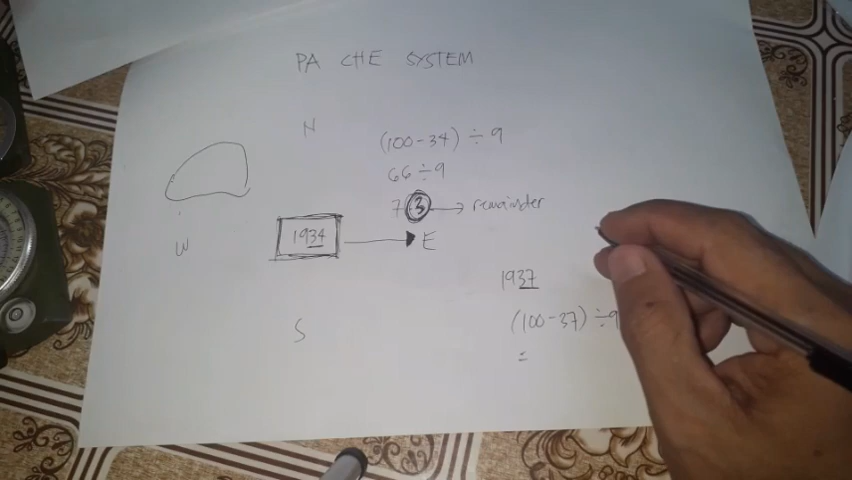 PA CHE SYSTEM
N
(100-34) ÷ 9
66 ÷ 9
7 3 → remainder
W
1934 → E
1937
S
(100-37) ÷ 9
=